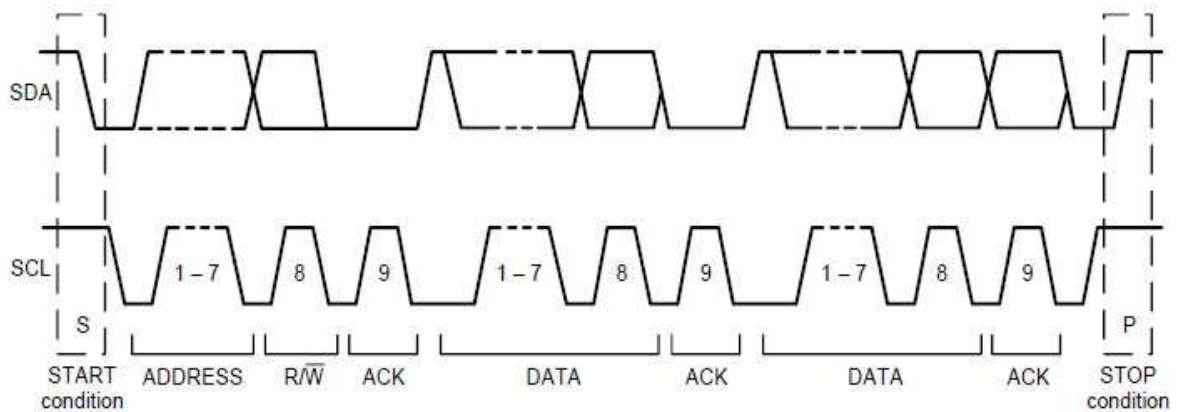 SDA
SCL
1 – 7
8
9
1 – 7
8
9
1 – 7
8
9
S
P
START condition
ADDRESS
R/W̅
ACK
DATA
ACK
DATA
ACK
STOP condition